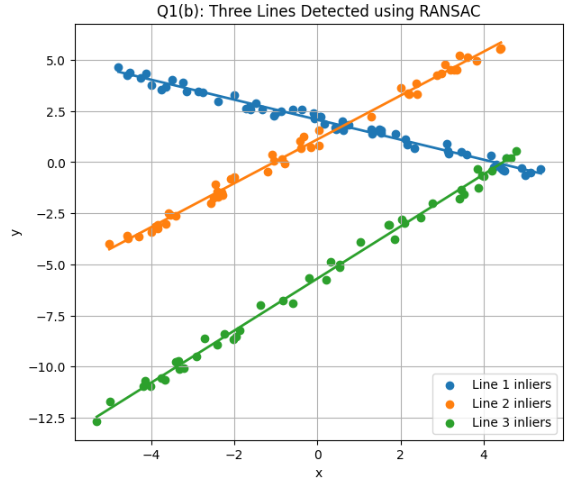 Q1(b): Three Lines Detected using RANSAC
5.0
2.5
0.0
−2.5
−5.0
−7.5
−10.0
−12.5
y
−4
−2
0
2
4
x
Line 1 inliers
Line 2 inliers
Line 3 inliers